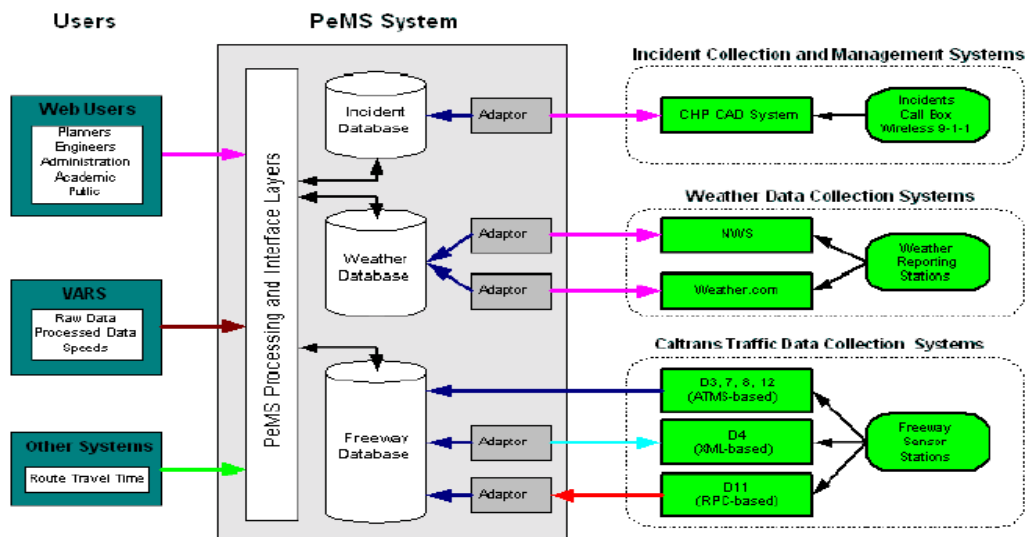 Users
PeMS System
Incident Collection and Management Systems
Web Users
Planners
Engineers
Administration
Academic
Public
VARS
Raw Data
Processed Data
Speeds
Other Systems
Route Travel Time
PeMS Processing and Interface Layers
Incident
Database
Adaptor
CHP CAD System
Incidents
Call Box
Wireless 9-1-1
Weather Data Collection Systems
Weather
Database
Adaptor
Adaptor
NWS
Weather.com
Weather
Reporting
Stations
Caltrans Traffic Data Collection Systems
Freeway
Database
Adaptor
Adaptor
D3, 7, 8, 12
(ATMS-based)
D4
(XML-based)
D11
(RPC-based)
Freeway
Sensor
Stations